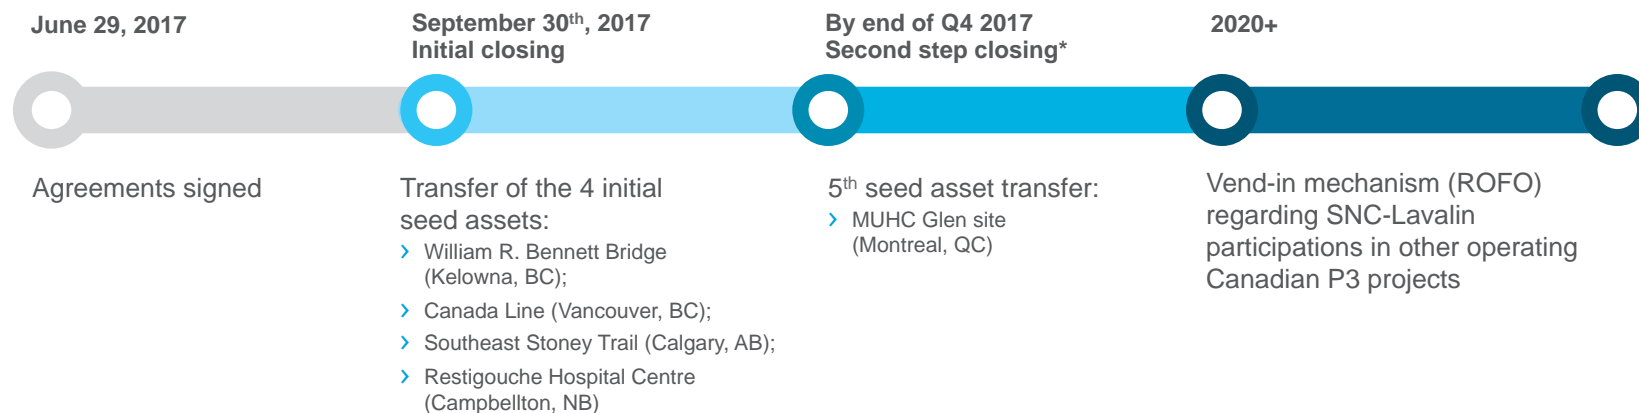 June 29, 2017
Agreements signed
September 30th, 2017
Initial closing
Transfer of the 4 initial
seed assets:
› William R. Bennett Bridge
(Kelowna, BC);
› Canada Line (Vancouver, BC);
› Southeast Stoney Trail (Calgary, AB);
› Restigouche Hospital Centre
(Campbellton, NB)
By end of Q4 2017
Second step closing*
5th seed asset transfer:
› MUHC Glen site
(Montreal, QC)
2020+
Vend-in mechanism (ROFO)
regarding SNC-Lavalin
participations in other operating
Canadian P3 projects